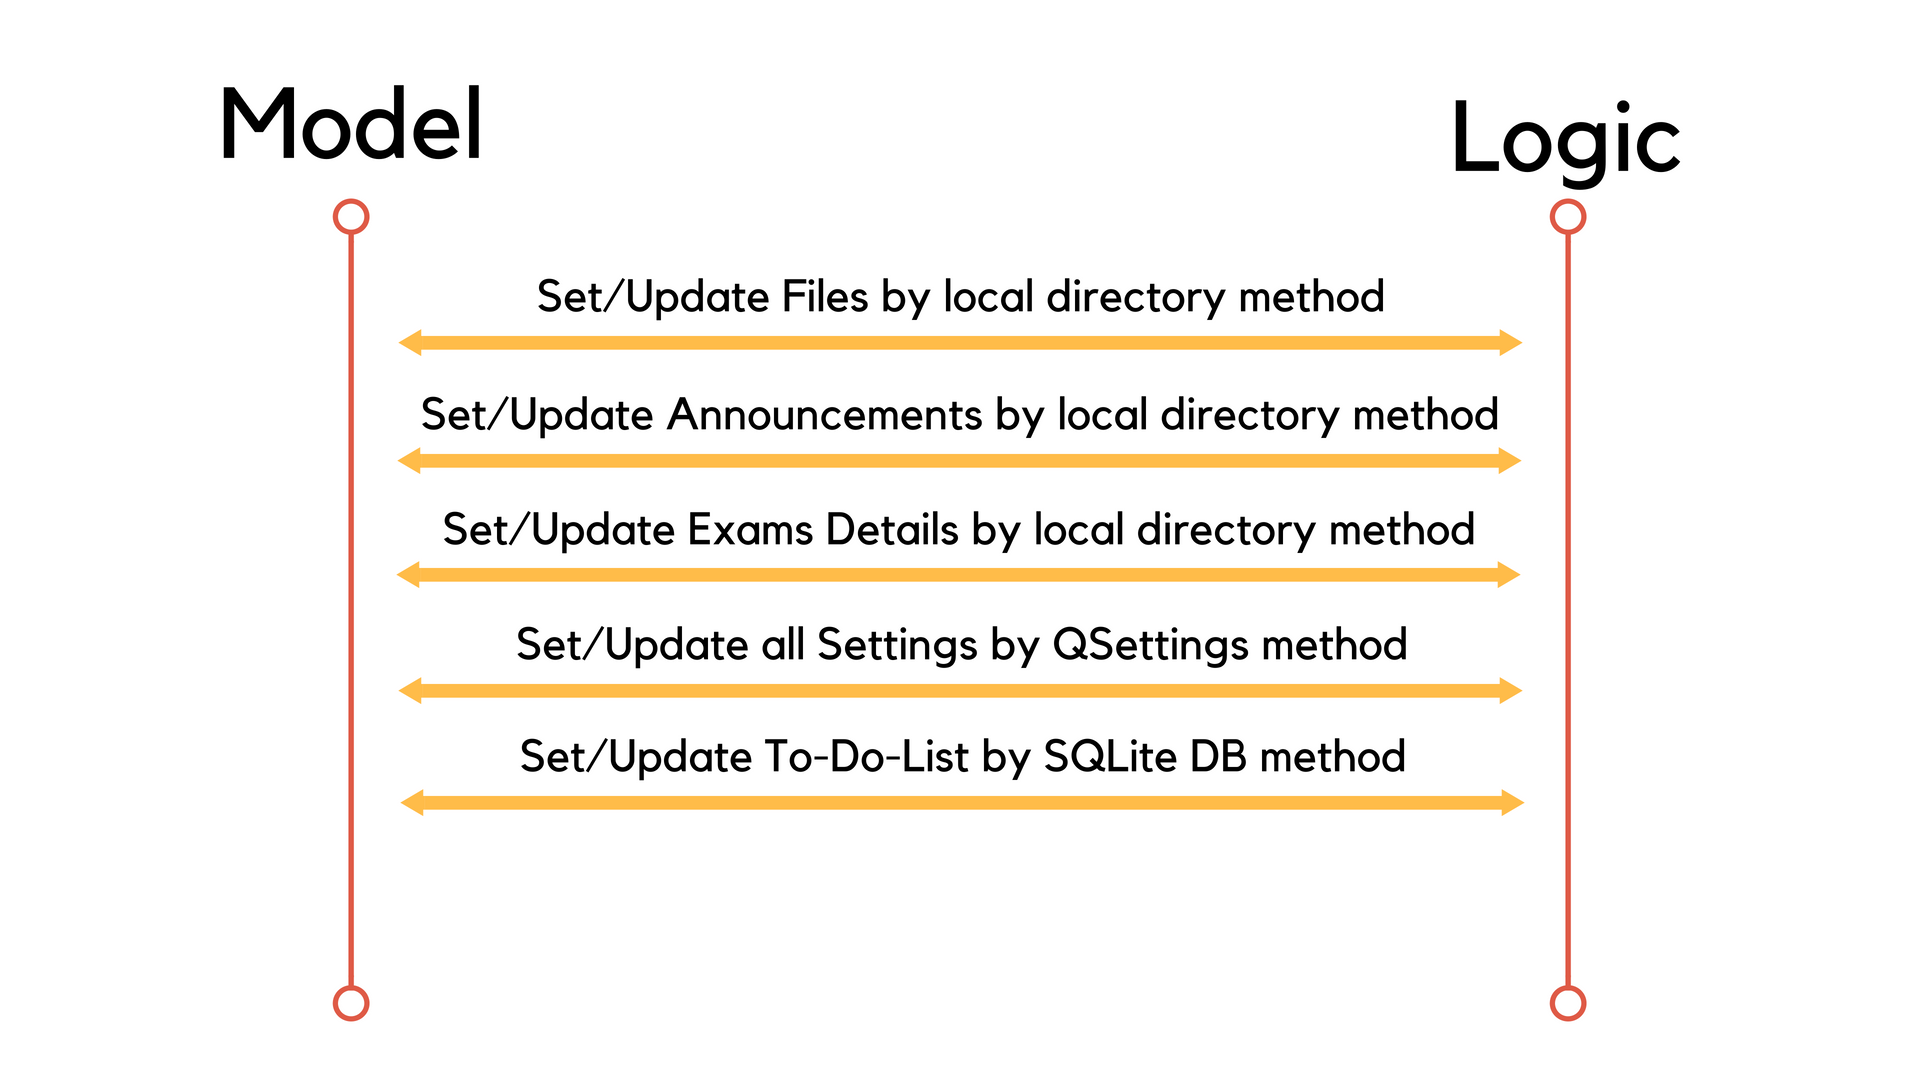 Model
Logic
Set/Update Files by local directory method
Set/Update Announcements by local directory method
Set/Update Exams Details by local directory method
Set/Update all Settings by QSettings method
Set/Update To-Do-List by SQLite DB method